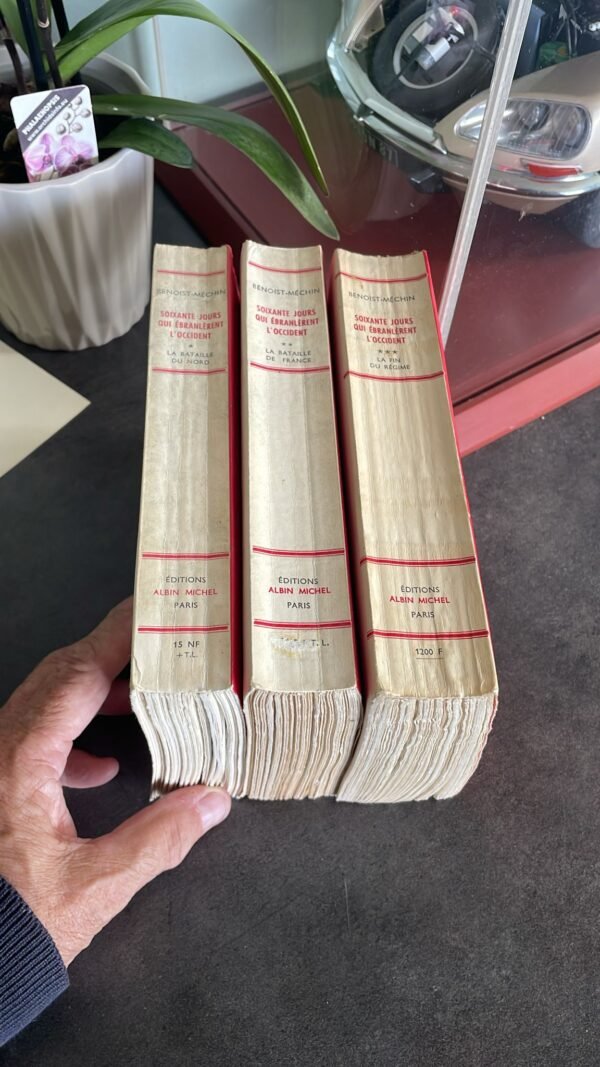 PHALAENOPSIS
BENOIST-MÉCHIN
SOIXANTE JOURS
QUI ÉBRANLÈRENT
L'OCCIDENT
*
LA BATAILLE
DU NORD
ÉDITIONS
ALBIN MICHEL
PARIS
15 NF
+ T.L.
BENOIST-MÉCHIN
SOIXANTE JOURS
QUI ÉBRANLÈRENT
L'OCCIDENT
**
LA BATAILLE
DE FRANCE
ÉDITIONS
ALBIN MICHEL
PARIS
T. L.
BENOIST-MÉCHIN
SOIXANTE JOURS
QUI ÉBRANLÈRENT
L'OCCIDENT
***
LA FIN
DU RÉGIME
ÉDITIONS
ALBIN MICHEL
PARIS
1200 F